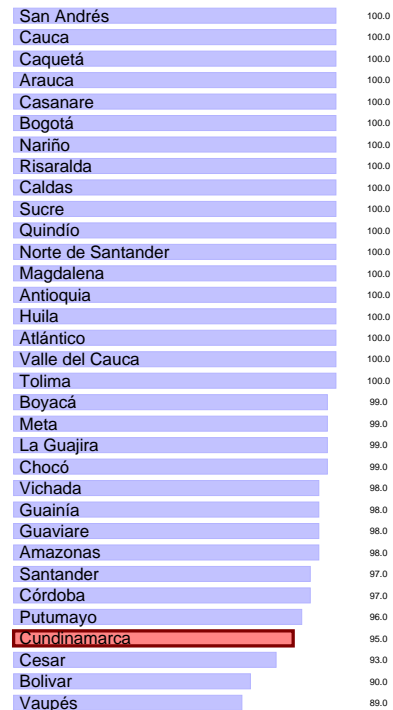 San Andrés 100.0
Cauca 100.0
Caquetá 100.0
Arauca 100.0
Casanare 100.0
Bogotá 100.0
Nariño 100.0
Risaralda 100.0
Caldas 100.0
Sucre 100.0
Quindío 100.0
Norte de Santander 100.0
Magdalena 100.0
Antioquia 100.0
Huila 100.0
Atlántico 100.0
Valle del Cauca 100.0
Tolima 100.0
Boyacá 99.0
Meta 99.0
La Guajira 99.0
Chocó 99.0
Vichada 98.0
Guainía 98.0
Guaviare 98.0
Amazonas 98.0
Santander 97.0
Córdoba 97.0
Putumayo 96.0
Cundinamarca 95.0
Cesar 93.0
Bolivar 90.0
Vaupés 89.0